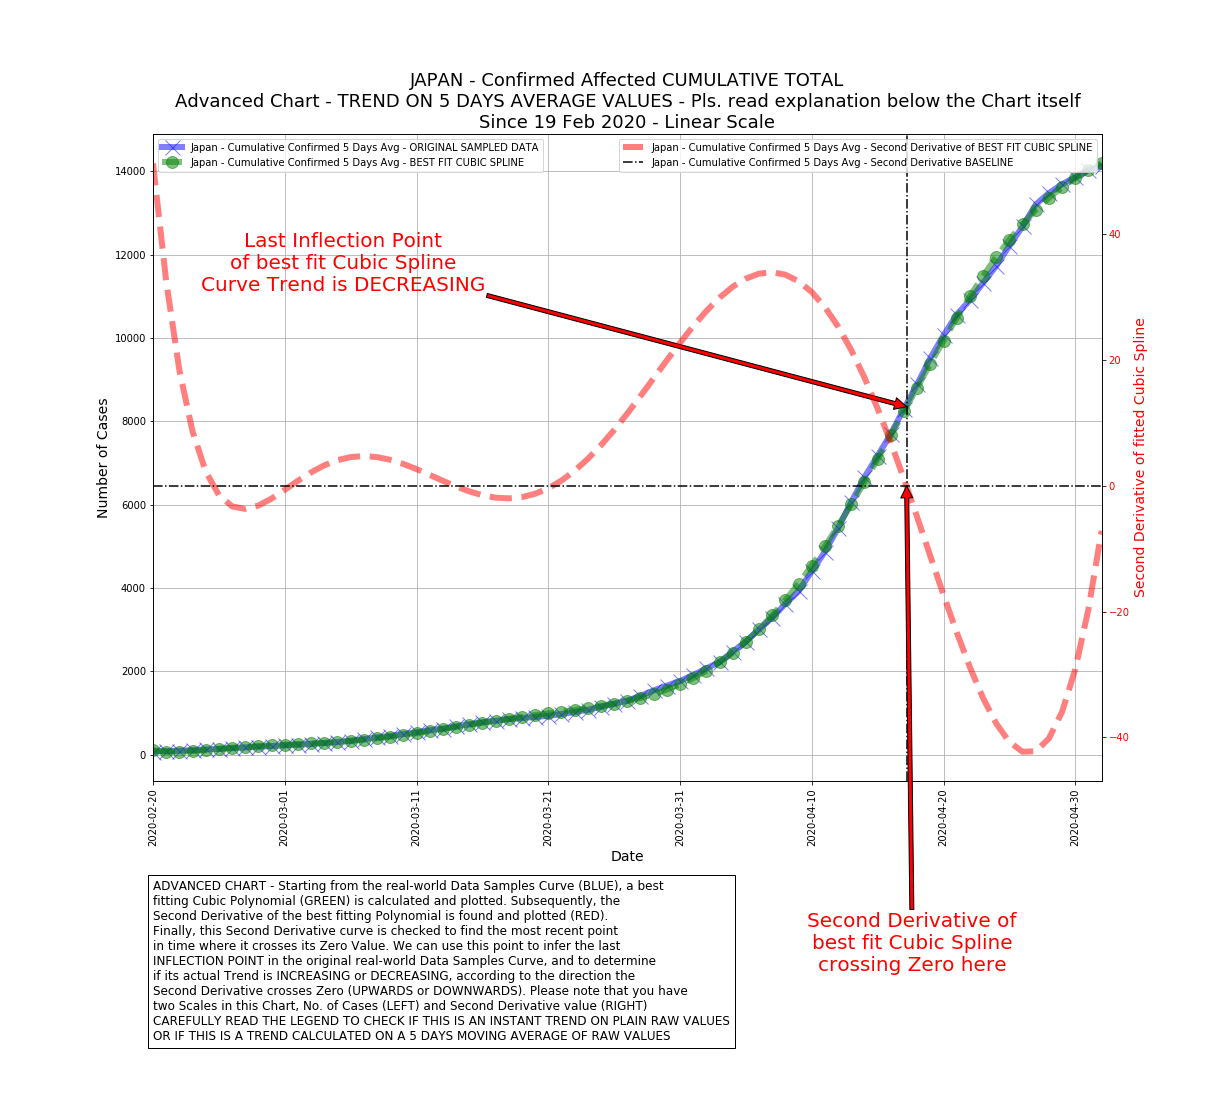 JAPAN - Confirmed Affected CUMULATIVE TOTAL
Advanced Chart - TREND ON 5 DAYS AVERAGE VALUES - Pls. read explanation below the Chart itself
Since 19 Feb 2020 - Linear Scale
Japan - Cumulative Confirmed 5 Days Avg - ORIGINAL SAMPLED DATA
Japan - Cumulative Confirmed 5 Days Avg - BEST FIT CUBIC SPLINE
Japan - Cumulative Confirmed 5 Days Avg - Second Derivative of BEST FIT CUBIC SPLINE
Japan - Cumulative Confirmed 5 Days Avg - Second Derivative BASELINE
Last Inflection Point
of best fit Cubic Spline
Curve Trend is DECREASING
Number of Cases
14000
12000
10000
8000
6000
4000
2000
0
40
20
0
−20
−40
Second Derivative of fitted Cubic Spline
2020-02-20
2020-03-01
2020-03-11
2020-03-21
2020-03-31
2020-04-10
2020-04-20
2020-04-30
Date
Second Derivative of
best fit Cubic Spline
crossing Zero here
ADVANCED CHART - Starting from the real-world Data Samples Curve (BLUE), a best
fitting Cubic Polynomial (GREEN) is calculated and plotted. Subsequently, the
Second Derivative of the best fitting Polynomial is found and plotted (RED).
Finally, this Second Derivative curve is checked to find the most recent point
in time where it crosses its Zero Value. We can use this point to infer the last
INFLECTION POINT in the original real-world Data Samples Curve, and to determine
if its actual Trend is INCREASING or DECREASING, according to the direction the
Second Derivative crosses Zero (UPWARDS or DOWNWARDS). Please note that you have
two Scales in this Chart, No. of Cases (LEFT) and Second Derivative value (RIGHT)
CAREFULLY READ THE LEGEND TO CHECK IF THIS IS AN INSTANT TREND ON PLAIN RAW VALUES
OR IF THIS IS A TREND CALCULATED ON A 5 DAYS MOVING AVERAGE OF RAW VALUES